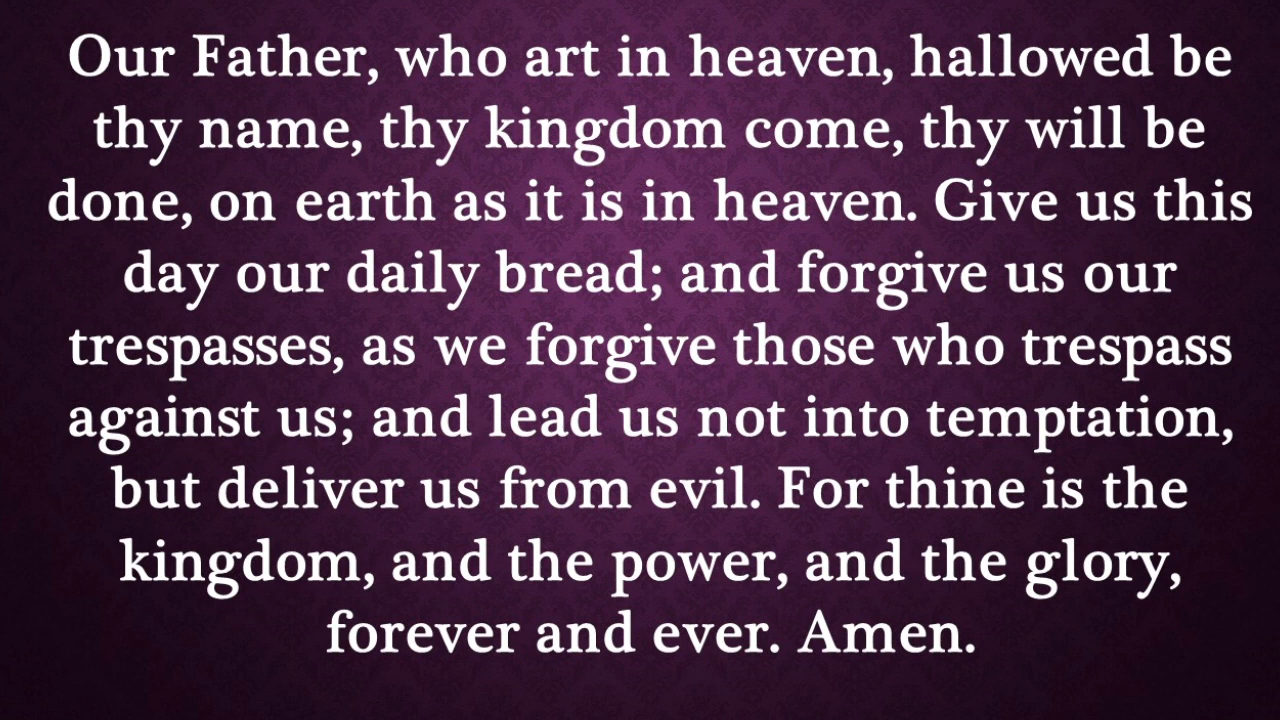 Our Father, who art in heaven, hallowed be
thy name, thy kingdom come, thy will be
done, on earth as it is in heaven. Give us this
day our daily bread; and forgive us our
trespasses, as we forgive those who trespass
against us; and lead us not into temptation,
but deliver us from evil. For thine is the
kingdom, and the power, and the glory,
forever and ever. Amen.